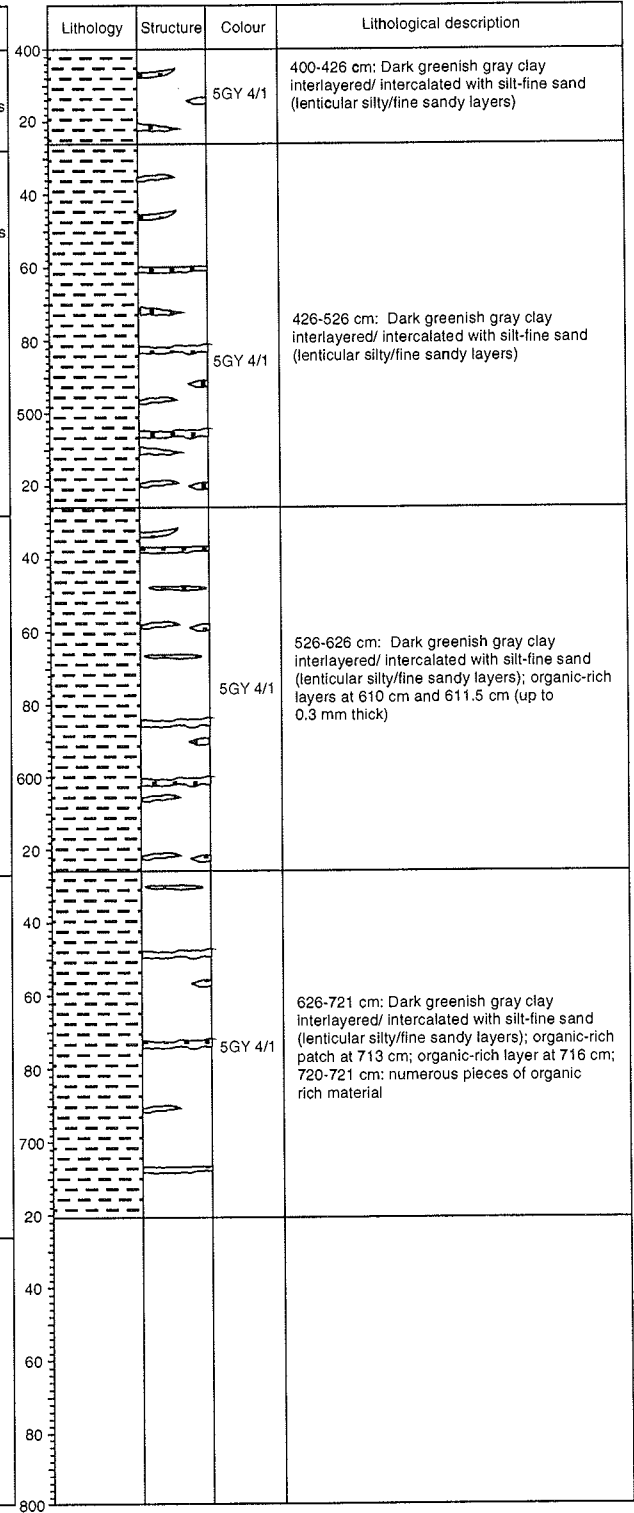 Lithology Structure Colour Lithological description
400
5GY 4/1
400-426 cm: Dark greenish gray clay
interlayered/ intercalated with silt-fine sand
(lenticular silty/fine sandy layers)
s
20
40
s
60
80
5GY 4/1
426-526 cm: Dark greenish gray clay
interlayered/ intercalated with silt-fine sand
(lenticular silty/fine sandy layers)
500
20
40
60
80
5GY 4/1
526-626 cm: Dark greenish gray clay
interlayered/ intercalated with silt-fine sand
(lenticular silty/fine sandy layers); organic-rich
layers at 610 cm and 611.5 cm (up to
0.3 mm thick)
600
20
40
60
80
5GY 4/1
626-721 cm: Dark greenish gray clay
interlayered/ intercalated with silt-fine sand
(lenticular silty/fine sandy layers); organic-rich
patch at 713 cm; organic-rich layer at 716 cm;
720-721 cm: numerous pieces of organic
rich material
700
20
40
60
80
800